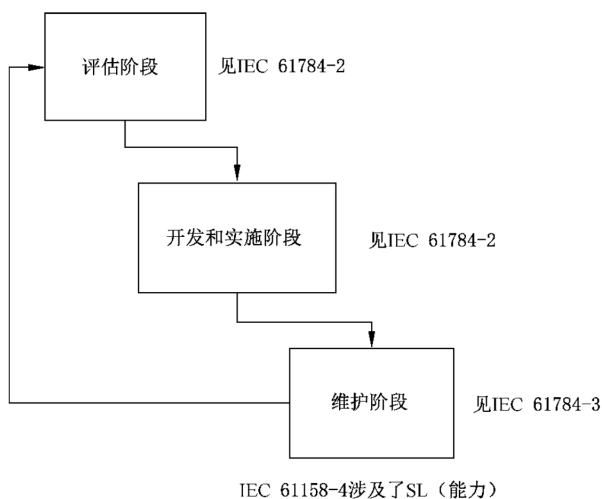 评估阶段
见IEC 61784-2
开发和实施阶段
见IEC 61784-2
维护阶段
见IEC 61784-3
IEC 61158-4涉及了SL（能力）